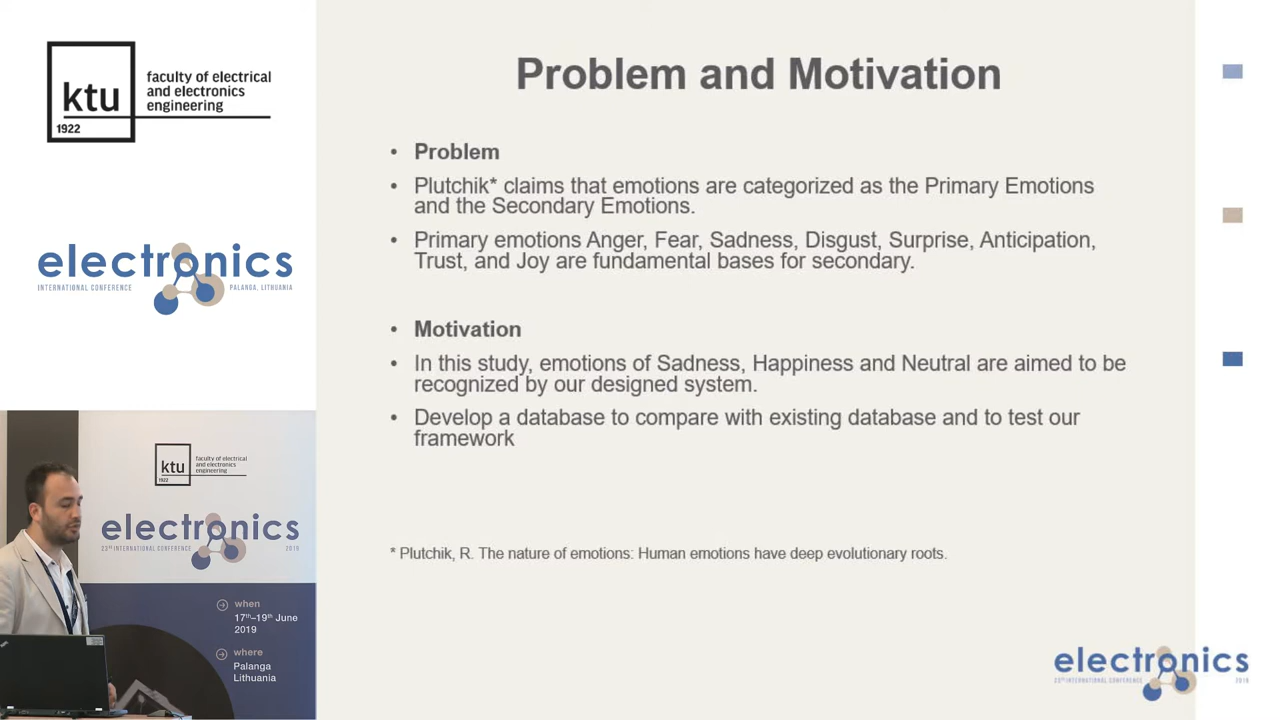 ktu
1922
faculty of electrical
and electronics
engineering
electronics
INTERNATIONAL CONFERENCE
PALANGA, LITHUANIA
Problem and Motivation
• Problem
• Plutchik* claims that emotions are categorized as the Primary Emotions
and the Secondary Emotions.
• Primary emotions Anger, Fear, Sadness, Disgust, Surprise, Anticipation,
Trust, and Joy are fundamental bases for secondary.
• Motivation
• In this study, emotions of Sadness, Happiness and Neutral are aimed to be
recognized by our designed system.
• Develop a database to compare with existing database and to test our
framework
* Plutchik, R. The nature of emotions: Human emotions have deep evolutionary roots.
ktu
1922
faculty of electrical
and electronics
engineering
electronics
23RD INTERNATIONAL CONFERENCE
2019
when
17th–19th June
2019
where
Palanga
Lithuania
electronics
23RD INTERNATIONAL CONFERENCE
2019